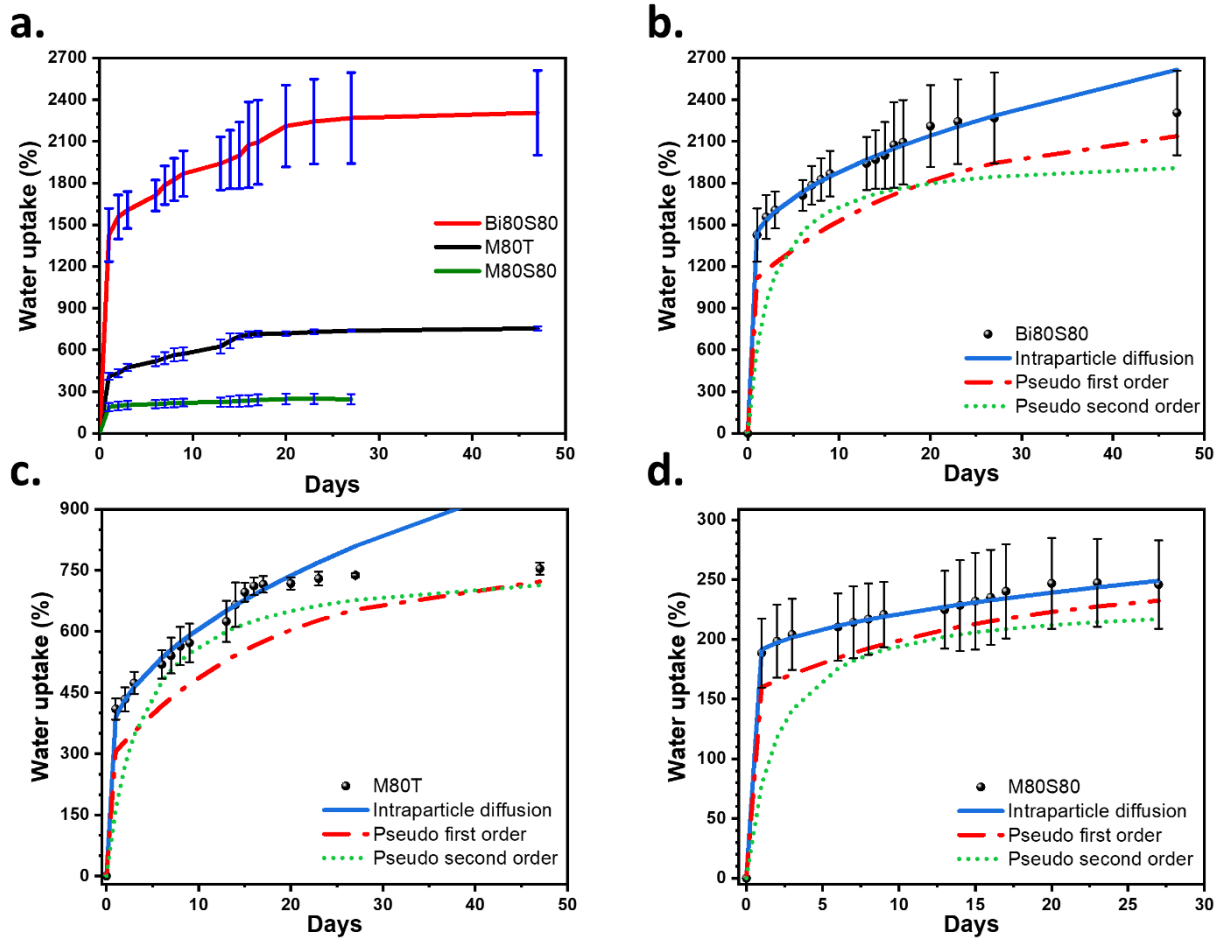 a.
2700
2400
2100
1800
1500
1200
900
600
300
0
Water uptake (%)
Bi80S80
M80T
M80S80
0
10
20
30
40
50
Days
b.
2700
2400
2100
1800
1500
1200
900
600
300
0
Water uptake (%)
Bi80S80
Intraparticle diffusion
Pseudo first order
Pseudo second order
0
10
20
30
40
50
Days
c.
900
750
600
450
300
150
0
Water uptake (%)
M80T
Intraparticle diffusion
Pseudo first order
Pseudo second order
0
10
20
30
40
50
Days
d.
300
250
200
150
100
50
0
Water uptake (%)
M80S80
Intraparticle diffusion
Pseudo first order
Pseudo second order
0
5
10
15
20
25
30
Days